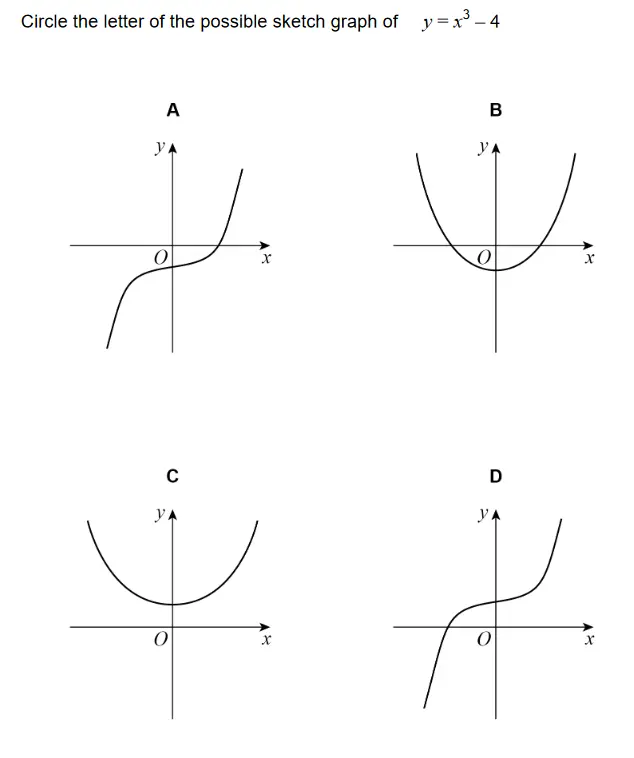 Circle the letter of the possible sketch graph of y = x³ – 4
A
B
y
y
O
x
O
x
C
D
y
y
O
x
O
x